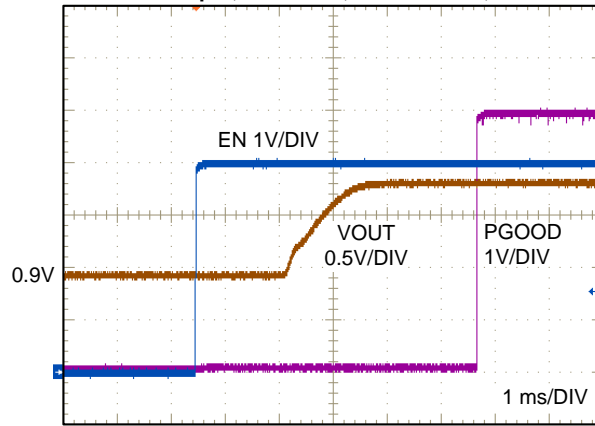 EN 1V/DIV
VOUT
0.5V/DIV
PGOOD
1V/DIV
0.9V
1 ms/DIV